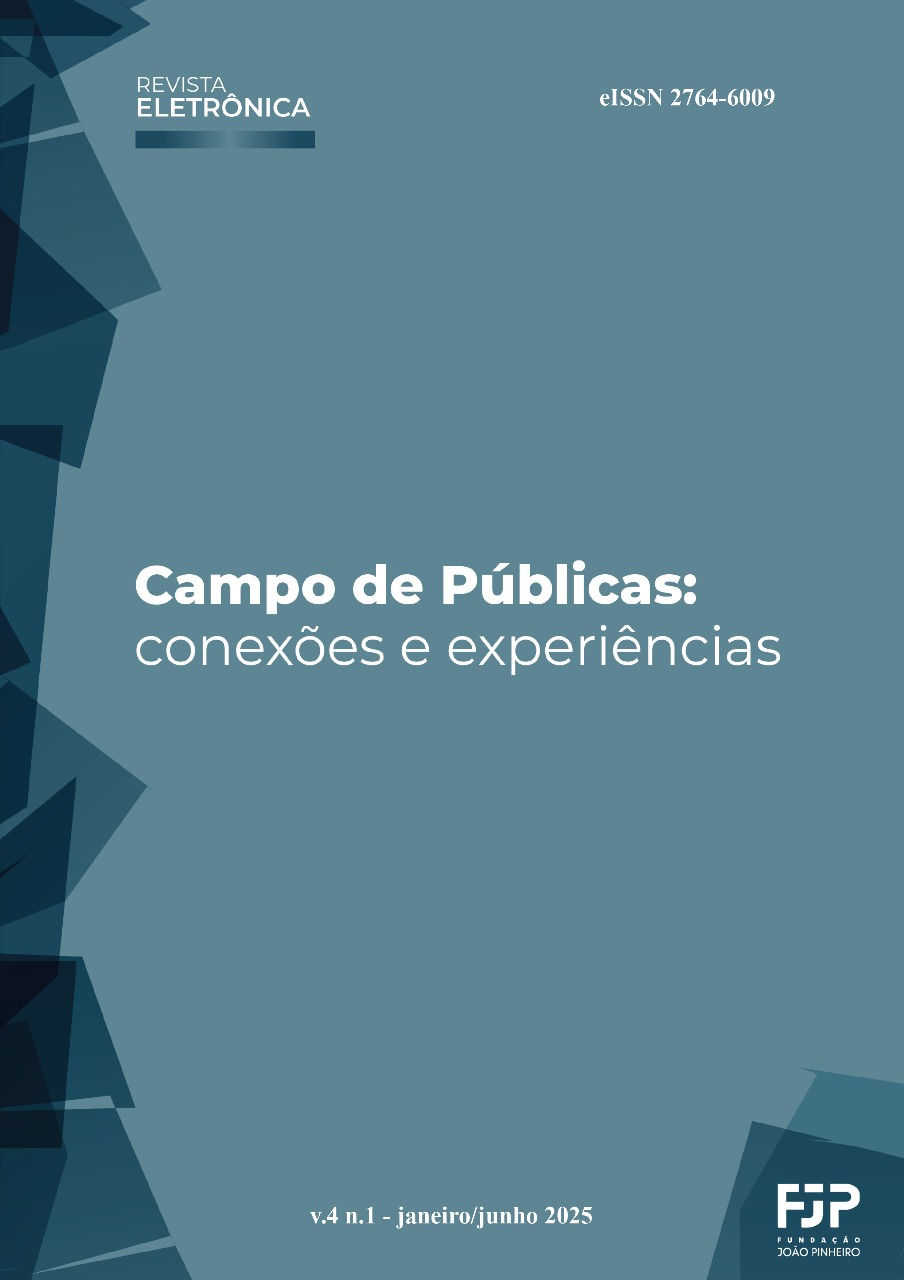 REVISTA
ELETRÔNICA
eISSN 2764-6009
Campo de Públicas:
conexões e experiências
v.4 n.1 - janeiro/junho 2025
FJP
FUNDAÇÃO
JOÃO PINHEIRO